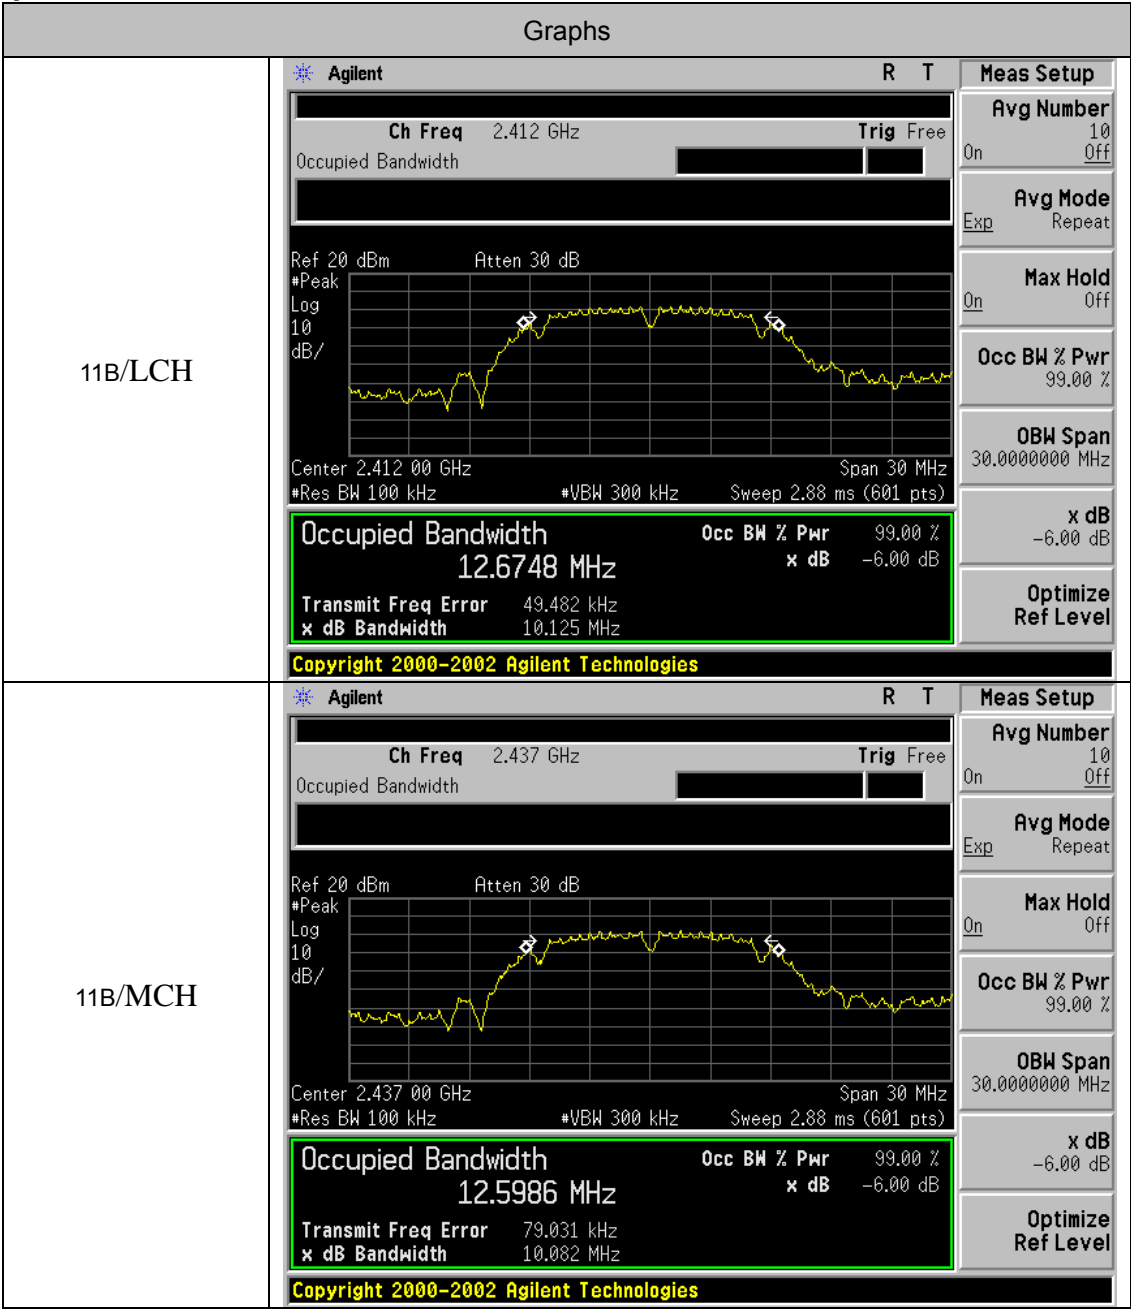 Graphs
11B/LCH
Agilent R T Meas Setup
Ch Freq 2.412 GHz Trig Free
Occupied Bandwidth
Avg Number
10
On Off
Avg Mode
Exp Repeat
Max Hold
On Off
Occ BW % Pwr
99.00 %
OBW Span
30.0000000 MHz
x dB
-6.00 dB
Optimize
Ref Level
Ref 20 dBm Atten 30 dB
#Peak
Log
10
dB/
Center 2.412 00 GHz Span 30 MHz
#Res BW 100 kHz #VBW 300 kHz Sweep 2.88 ms (601 pts)
Occupied Bandwidth Occ BW % Pwr 99.00 %
12.6748 MHz x dB -6.00 dB
Transmit Freq Error 49.482 kHz
x dB Bandwidth 10.125 MHz
Copyright 2000-2002 Agilent Technologies
11B/MCH
Agilent R T Meas Setup
Ch Freq 2.437 GHz Trig Free
Occupied Bandwidth
Avg Number
10
On Off
Avg Mode
Exp Repeat
Max Hold
On Off
Occ BW % Pwr
99.00 %
OBW Span
30.0000000 MHz
x dB
-6.00 dB
Optimize
Ref Level
Ref 20 dBm Atten 30 dB
#Peak
Log
10
dB/
Center 2.437 00 GHz Span 30 MHz
#Res BW 100 kHz #VBW 300 kHz Sweep 2.88 ms (601 pts)
Occupied Bandwidth Occ BW % Pwr 99.00 %
12.5986 MHz x dB -6.00 dB
Transmit Freq Error 79.031 kHz
x dB Bandwidth 10.082 MHz
Copyright 2000-2002 Agilent Technologies